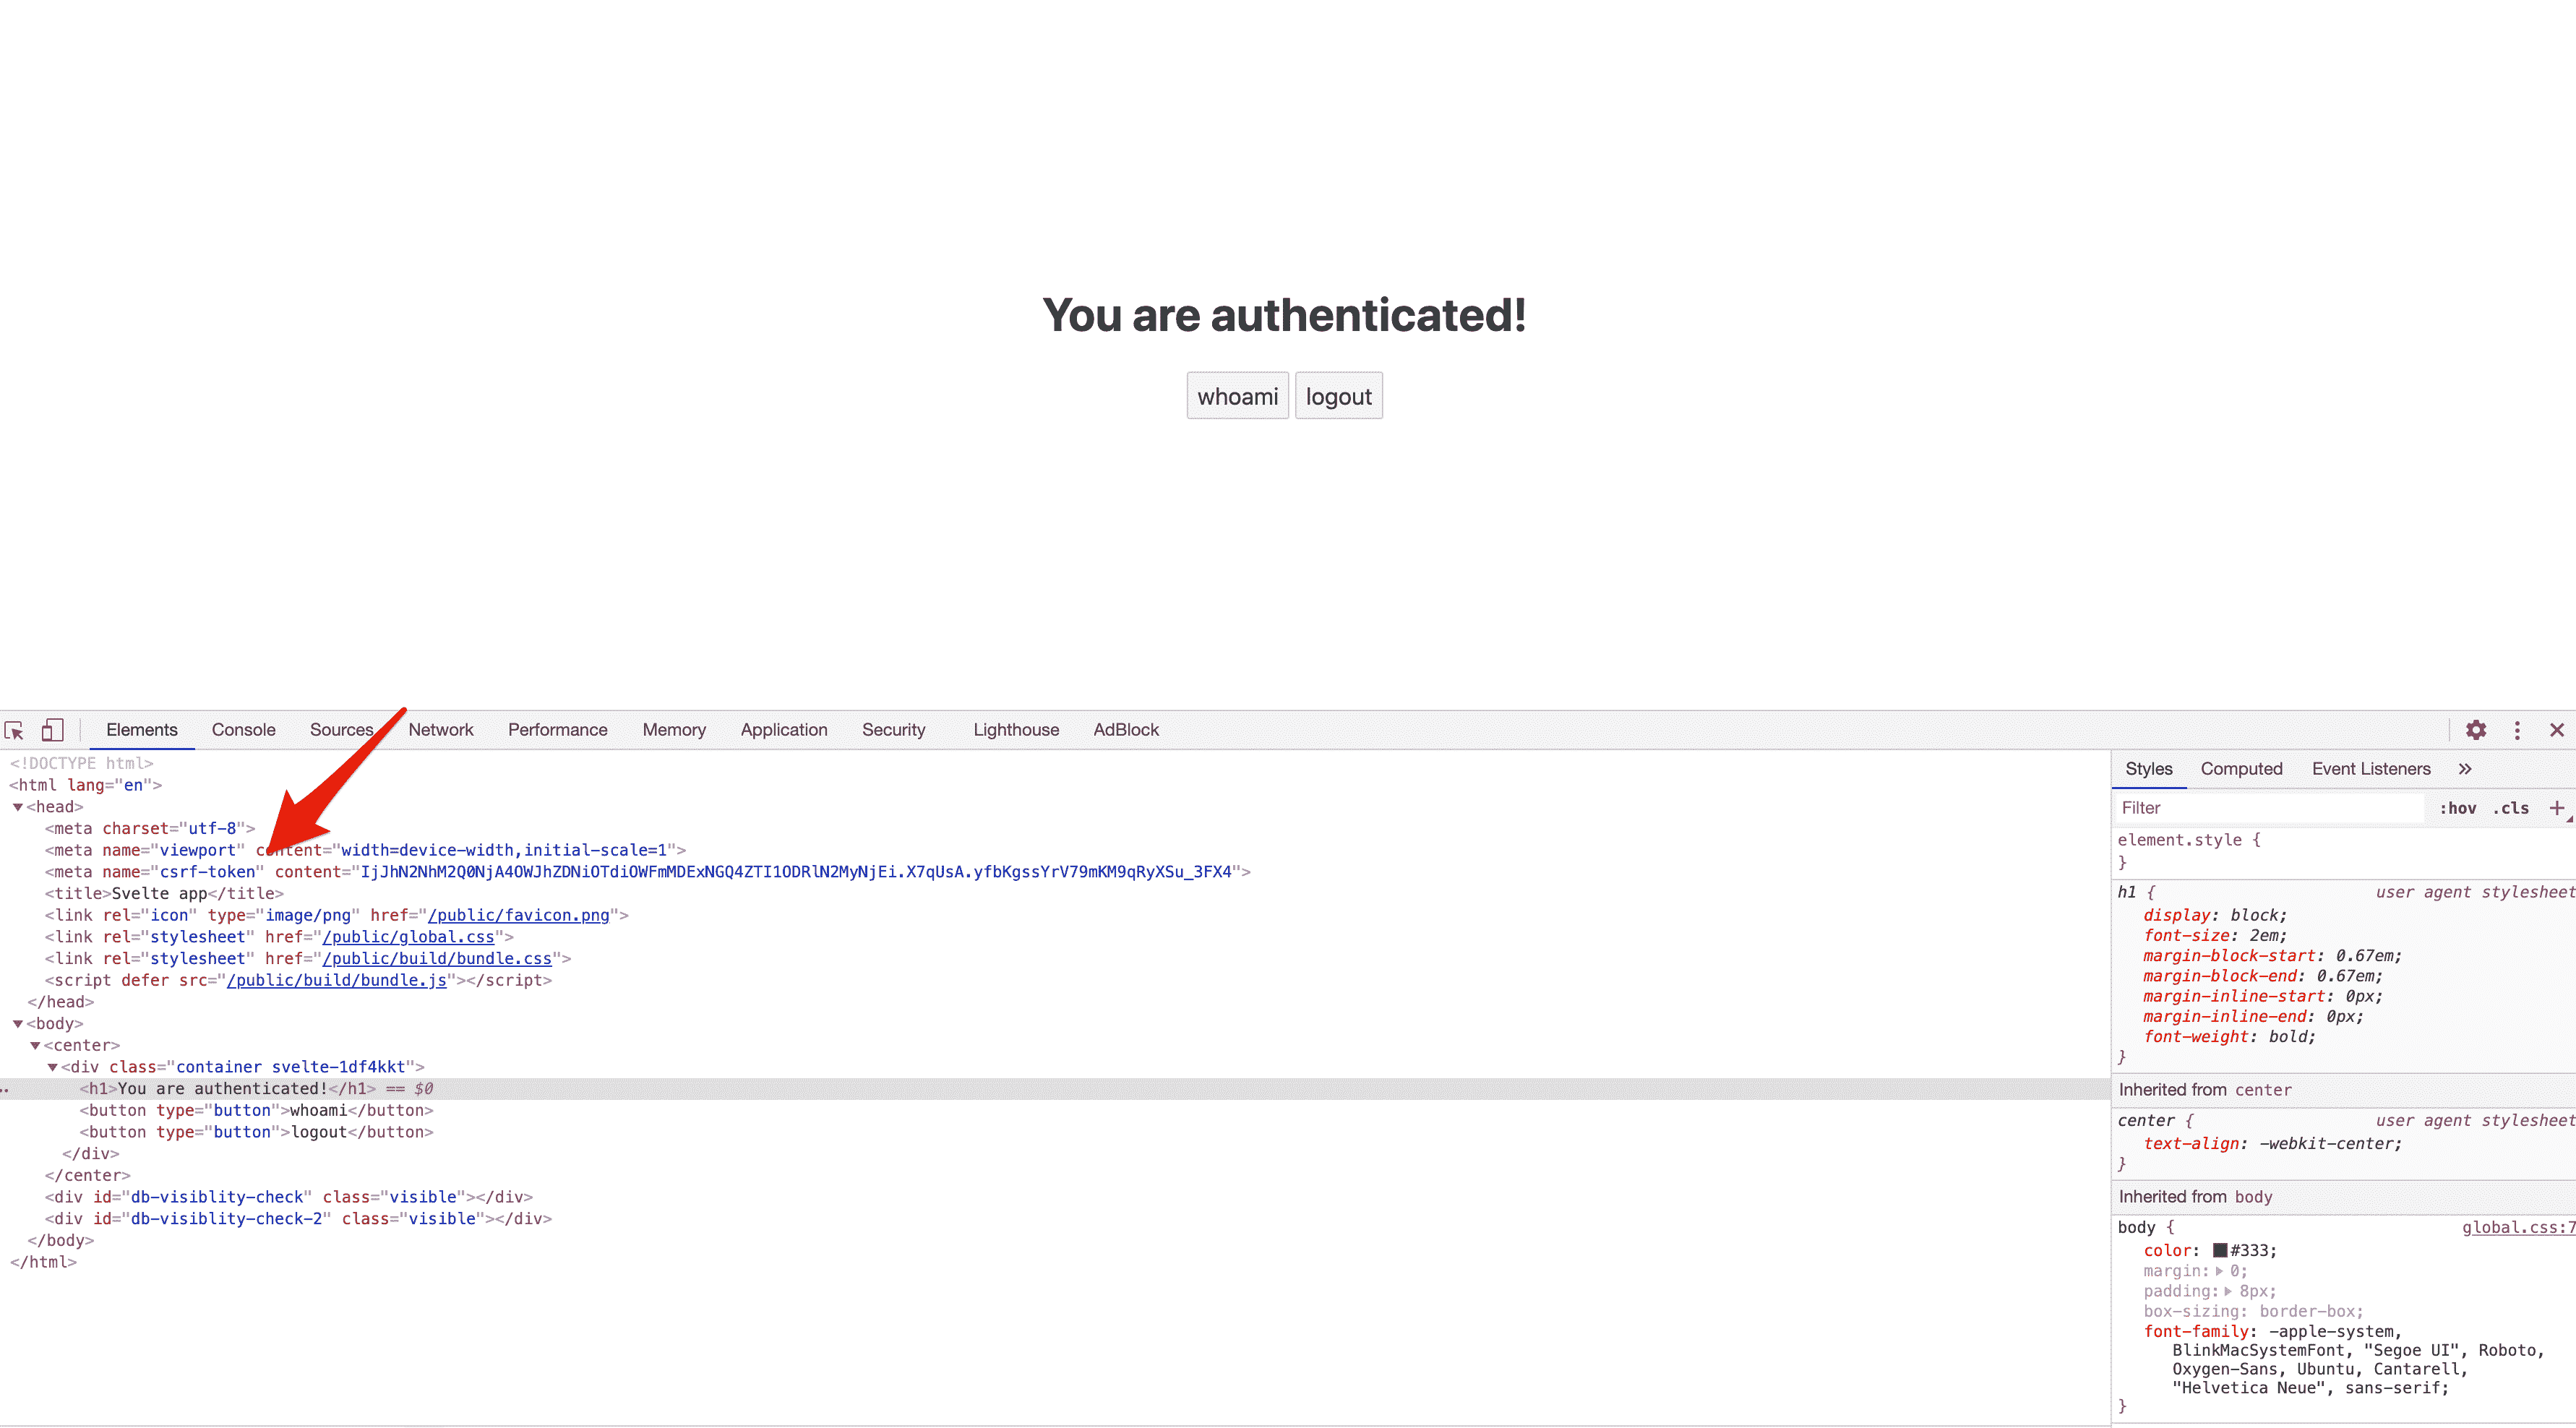 You are authenticated!
whoami logout
Elements Console Sources Network Performance Memory Application Security Lighthouse AdBlock
<!DOCTYPE html>
<html lang="en">
<head>
<meta charset="utf-8">
<meta name="viewport" content="width=device-width,initial-scale=1">
<meta name="csrf-token" content="IjJhN2NhM2Q0NjA4OWJhZDNiOTdiOWFmMDExNGQ4ZTI1ODRlN2MyNjEi.X7qUsA.yfbKgssYrV79mKM9qRyXSu_3FX4">
<title>Svelte app</title>
<link rel="icon" type="image/png" href="/public/favicon.png">
<link rel="stylesheet" href="/public/global.css">
<link rel="stylesheet" href="/public/build/bundle.css">
<script defer src="/public/build/bundle.js"></script>
</head>
<body>
<center>
<div class="container svelte-1df4kkt">
<h1>You are authenticated!</h1> == $0
<button type="button">whoami</button>
<button type="button">logout</button>
</div>
</center>
<div id="db-visiblity-check" class="visible"></div>
<div id="db-visiblity-check-2" class="visible"></div>
</body>
</html>
Styles Computed Event Listeners »
Filter :hov .cls +
element.style {
}
h1 { user agent stylesheet
display: block;
font-size: 2em;
margin-block-start: 0.67em;
margin-block-end: 0.67em;
margin-inline-start: 0px;
margin-inline-end: 0px;
font-weight: bold;
}
Inherited from center
center { user agent stylesheet
text-align: -webkit-center;
}
Inherited from body
body { global.css:7
color: #333;
margin: 0;
padding: 8px;
box-sizing: border-box;
font-family: -apple-system,
BlinkMacSystemFont, "Segoe UI", Roboto,
Oxygen-Sans, Ubuntu, Cantarell,
"Helvetica Neue", sans-serif;
}